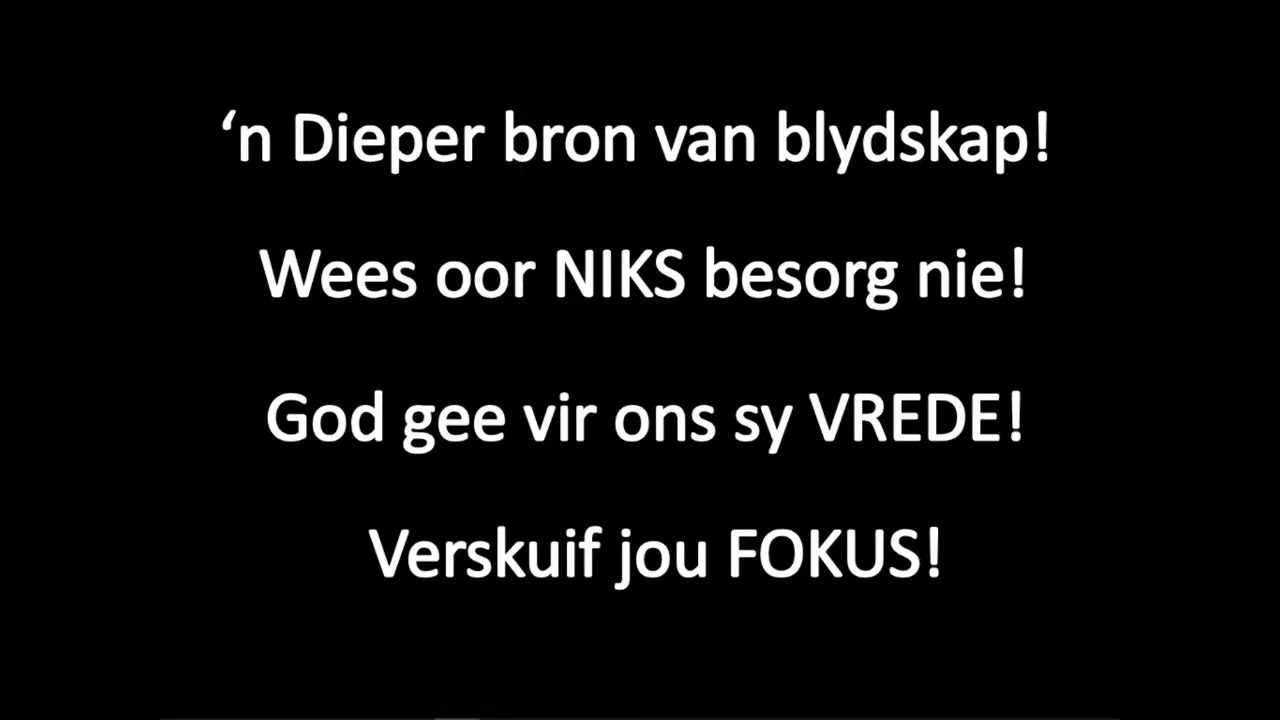 ‘n Dieper bron van blydskap!
Wees oor NIKS besorg nie!
God gee vir ons sy VREDE!
Verskuif jou FOKUS!